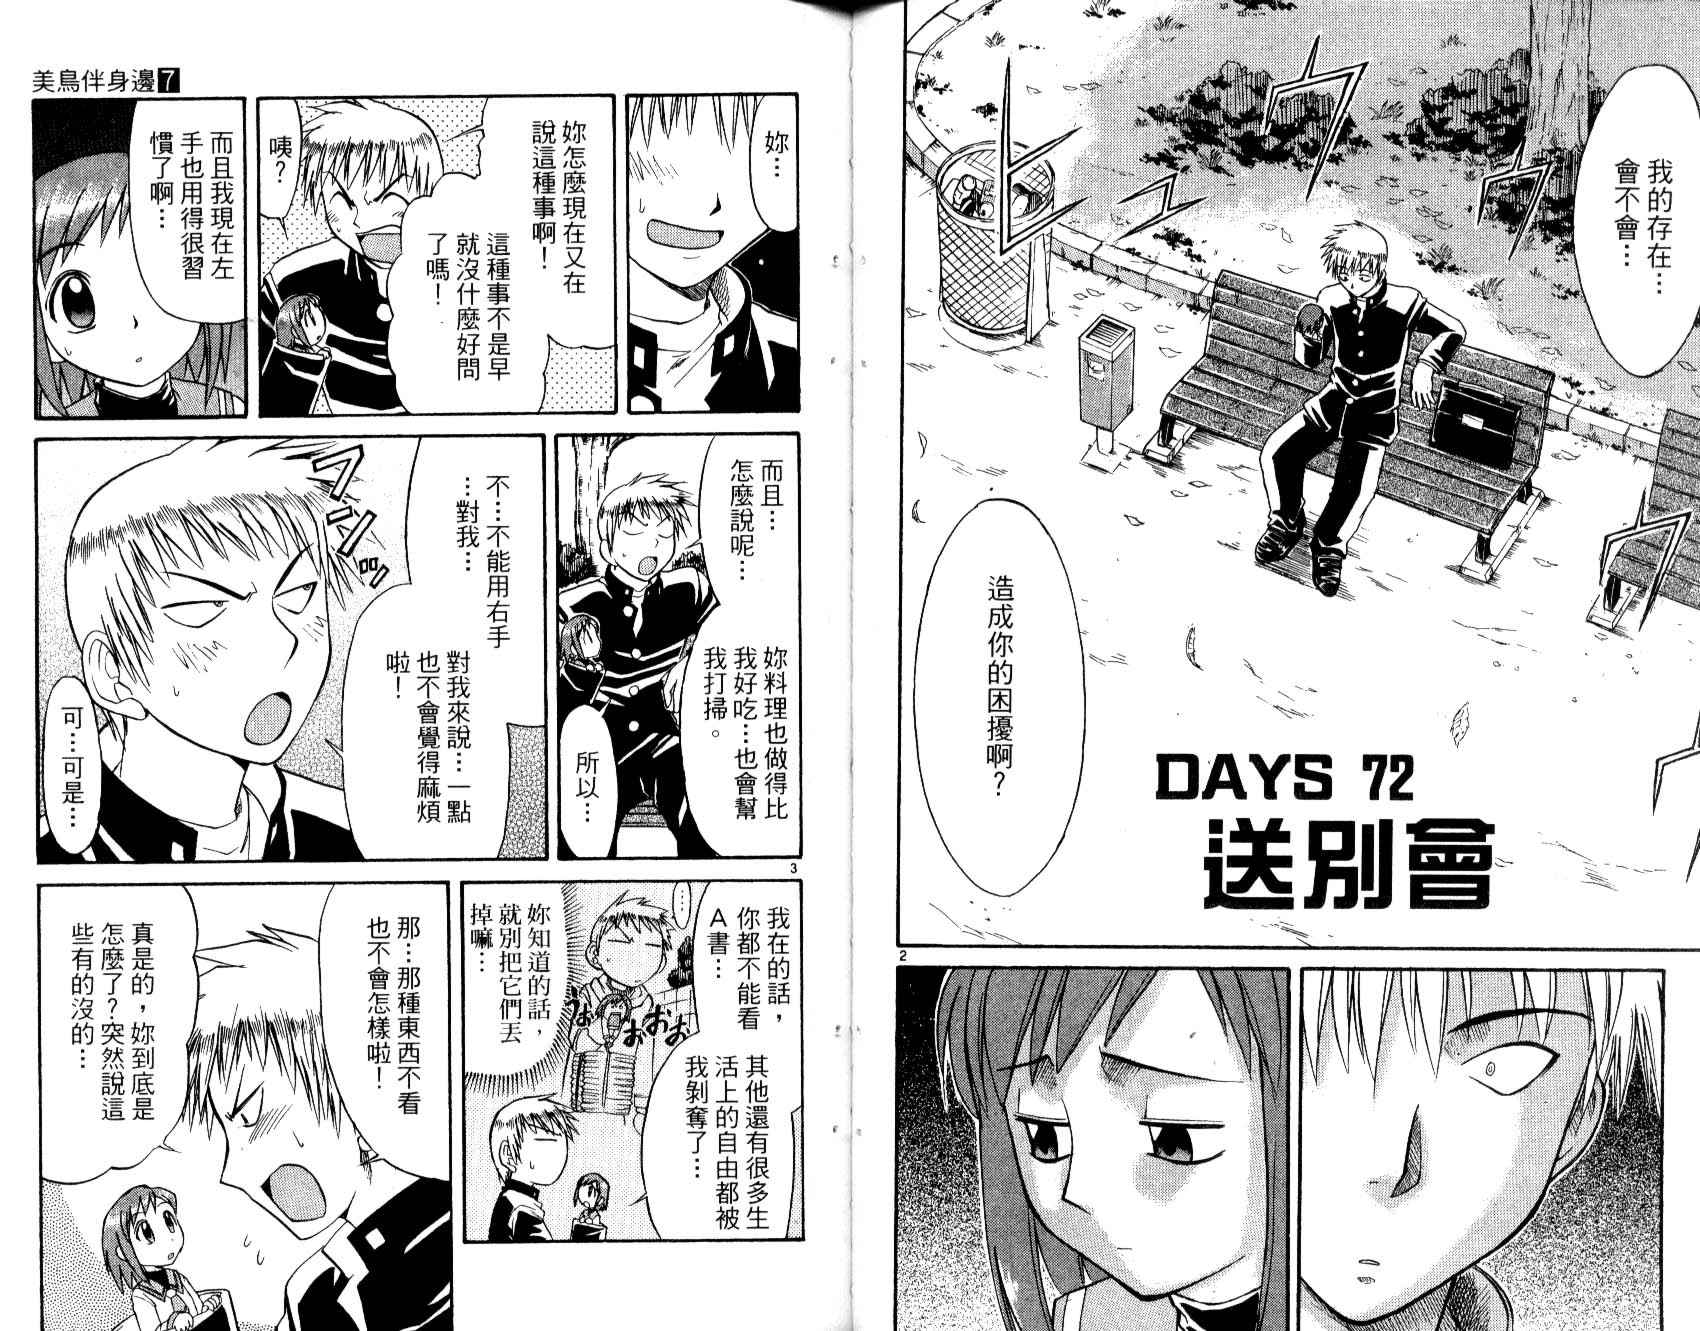 我的存在…
會不會…
造成你的困擾啊?
DAYS 72
送別會
2
美鳥伴身邊7
妳…
妳怎麼現在又在
說這種事啊!
這種事不是早
就沒什麼好問
了嗎!
咦?
而且我現在左
手也用得很習
慣了啊…
而且…
怎麼說呢…
妳料理也做得比
我好吃…也會幫
我打掃。
所以…
不…不能用右手
…對我…
對我來說…一點
也不會覺得麻煩
啦!
可…可是…
フンッ
3
我在的話,
你都不能看
A書…
其他還有很多生
活上的自由都被
我剝奪了…
…
妳知道的話,
就別把它們丟
掉嘛…
うお おおお
那…那種東西不看
也不會怎樣啦!
真是的,妳到底是
怎麼了?突然說這
些有的沒的…